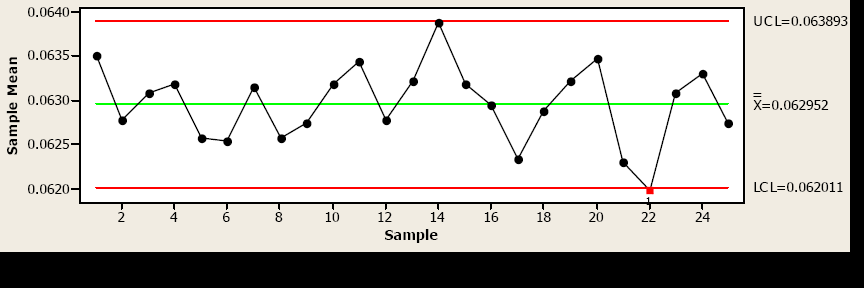 0.0640
UCL=0.063893
0.0635
Sample Mean
0.0630
X̿=0.062952
0.0625
0.0620
LCL=0.062011
1
2 4 6 8 10 12 14 16 18 20 22 24
Sample